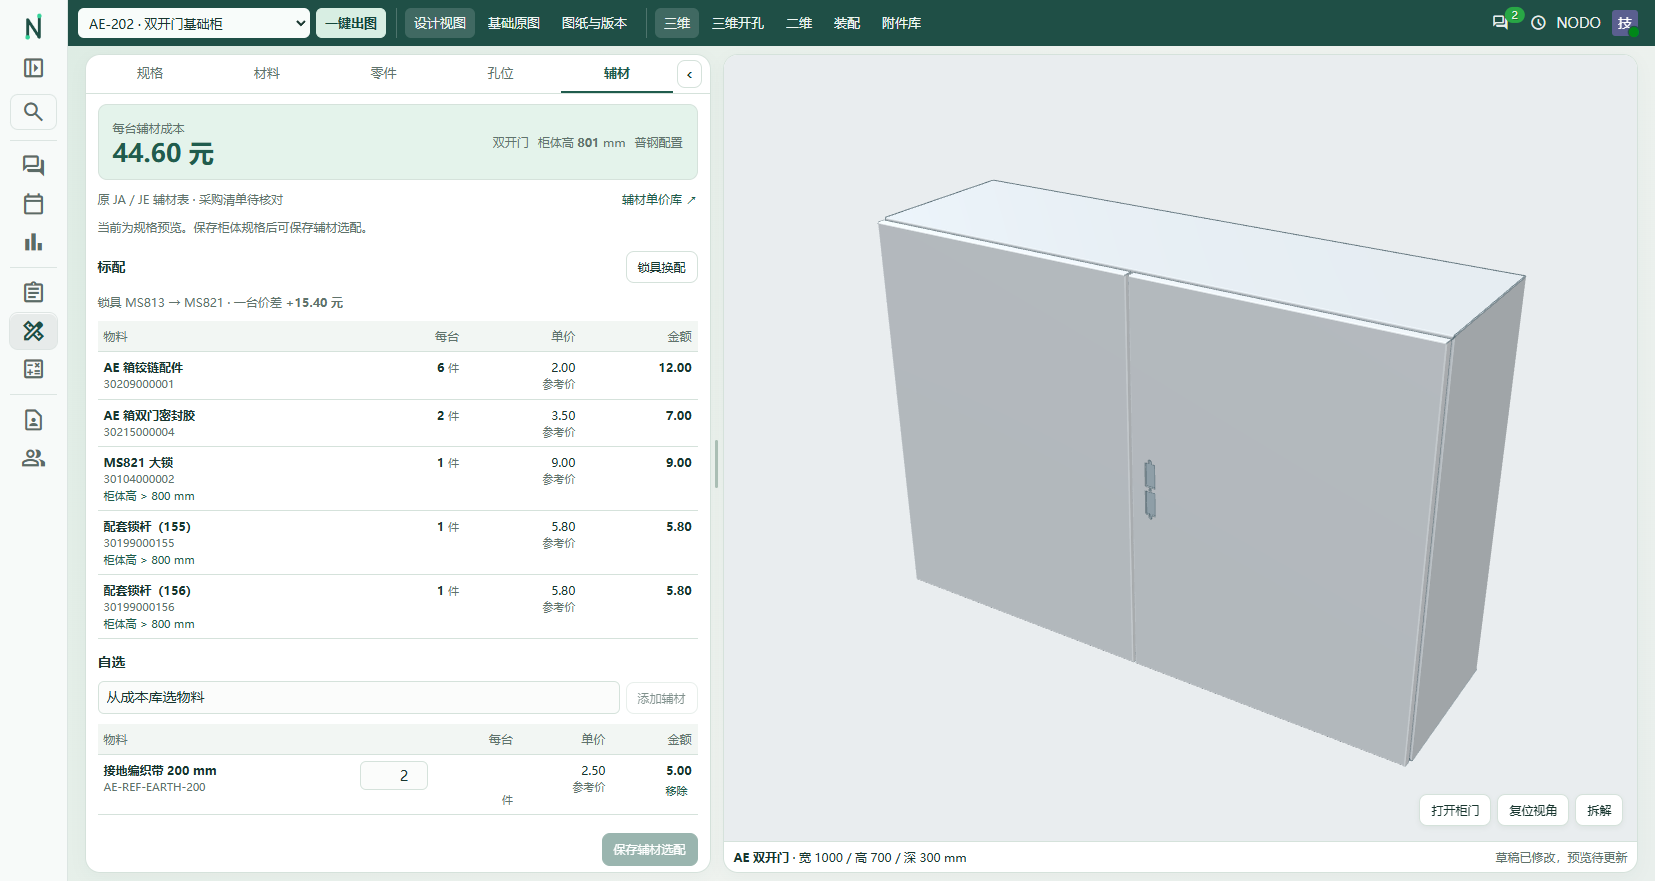 AE-202 · 双开门基础柜
一键出图
设计视图
基础原图
图纸与版本
三维
三维开孔
二维
装配
附件库
2
NODO
技
规格
材料
零件
孔位
辅材
每台辅材成本
44.60 元
双开门 柜体高 801 mm 普钢配置
原 JA / JE 辅材表 · 采购清单待核对
辅材单价库 ↗
当前为规格预览。保存柜体规格后可保存辅材选配。
标配
锁具换配
锁具 MS813 → MS821 · 一台价差 +15.40 元
物料 每台 单价 金额
AE 箱铰链配件 6 件 2.00 12.00
30209000001 参考价
AE 箱双门密封胶 2 件 3.50 7.00
30215000004 参考价
MS821 大锁 1 件 9.00 9.00
30104000002 参考价
柜体高 > 800 mm
配套锁杆（155） 1 件 5.80 5.80
30199000155 参考价
柜体高 > 800 mm
配套锁杆（156） 1 件 5.80 5.80
30199000156 参考价
柜体高 > 800 mm
自选
从成本库选物料
添加辅材
物料 每台 单价 金额
接地编织带 200 mm 2 2.50 5.00
AE-REF-EARTH-200 参考价 移除
件
保存辅材选配
打开柜门
复位视角
拆解
AE 双开门 · 宽 1000 / 高 700 / 深 300 mm
草稿已修改，预览待更新